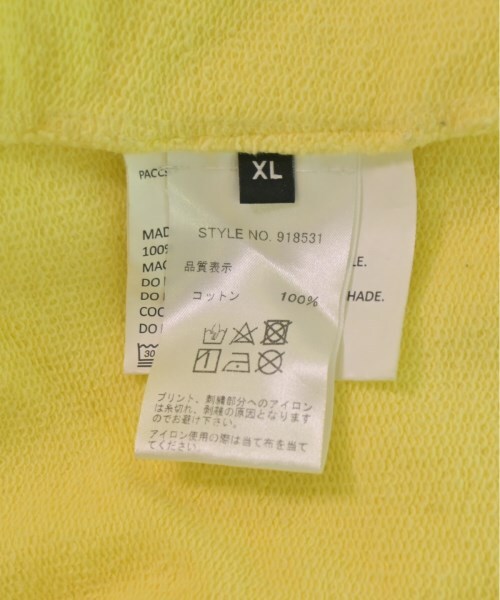 XL
PACCS
STYLE NO. 918531
MAD
100%
MAC
LE.
DO
品質表示
DO
コットン 100%
HADE.
COO
DO
30
プリント、刺繍部分へのアイロン
は糸切れ、剥離の原因となります
のでお避け下さい。
アイロン使用の際は当て布を当て
てください。